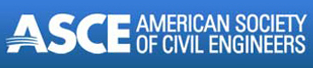 ASCE AMERICAN SOCIETY
OF CIVIL ENGINEERS